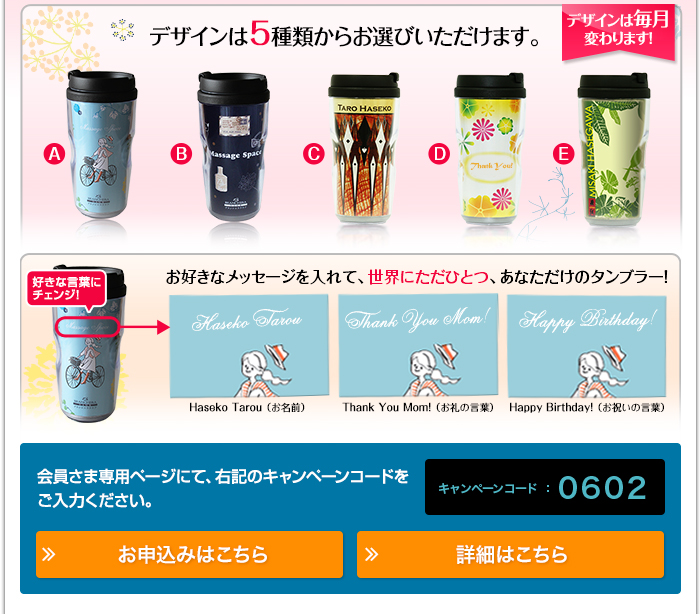 デザインは5種類からお選びいただけます。
デザインは毎月
変わります!
A
B
C
D
E
Massage Space
Massage Space
TARO HASEKO
Thank You!
MISAKI HASEGAWA
好きな言葉に
チェンジ!
お好きなメッセージを入れて、世界にただひとつ、あなただけのタンブラー!
Haseko Tarou
Thank You Mom!
Happy Birthday!
Haseko Tarou（お名前）
Thank You Mom!（お礼の言葉）
Happy Birthday!（お祝いの言葉）
会員さま専用ページにて、右記のキャンペーンコードを
ご入力ください。
キャンペーンコード ： 0602
お申込みはこちら
詳細はこちら